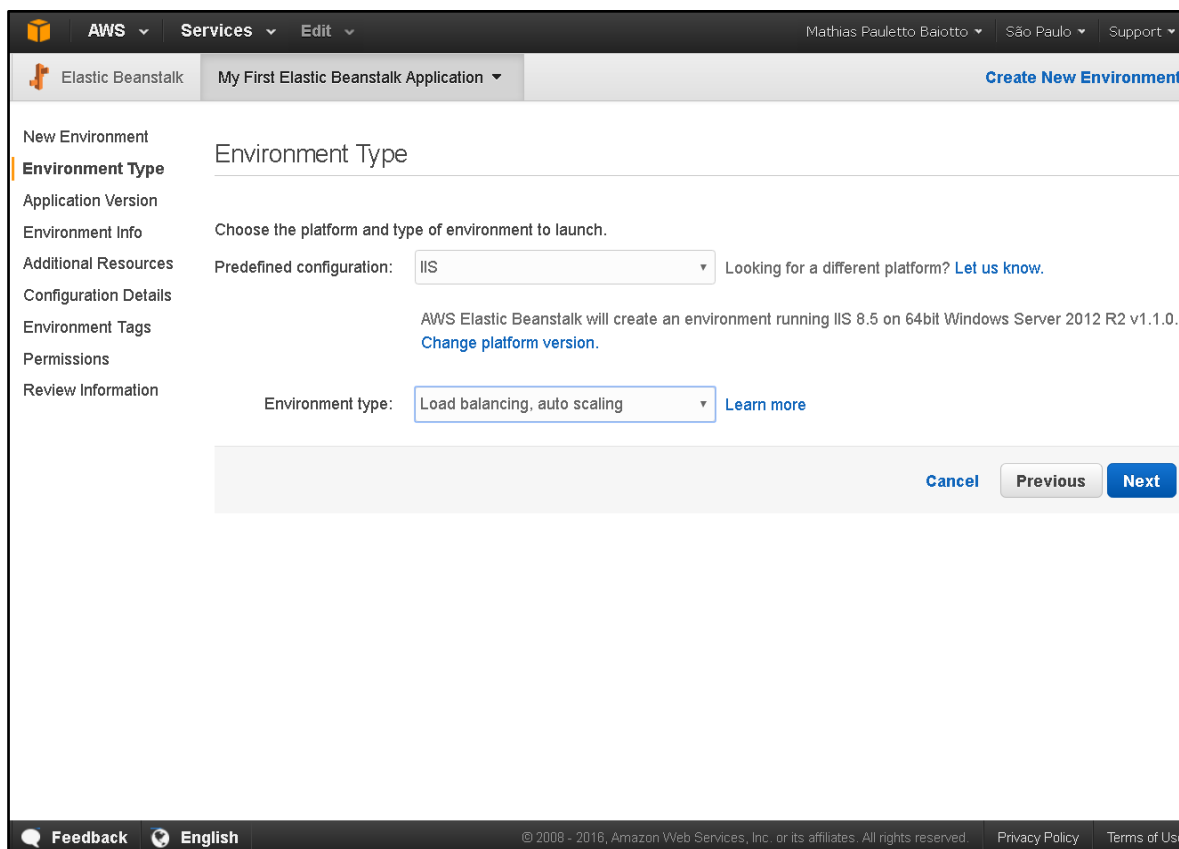 AWS Services Edit Mathias Pauletto Baiotto São Paulo Support
Elastic Beanstalk My First Elastic Beanstalk Application Create New Environment
New Environment
Environment Type
Application Version
Environment Info
Additional Resources
Configuration Details
Environment Tags
Permissions
Review Information
Environment Type
Choose the platform and type of environment to launch.
Predefined configuration: IIS Looking for a different platform? Let us know.
AWS Elastic Beanstalk will create an environment running IIS 8.5 on 64bit Windows Server 2012 R2 v1.1.0.
Change platform version.
Environment type: Load balancing, auto scaling Learn more
Cancel Previous Next
Feedback English © 2008 - 2016, Amazon Web Services, Inc. or its affiliates. All rights reserved. Privacy Policy Terms of Use